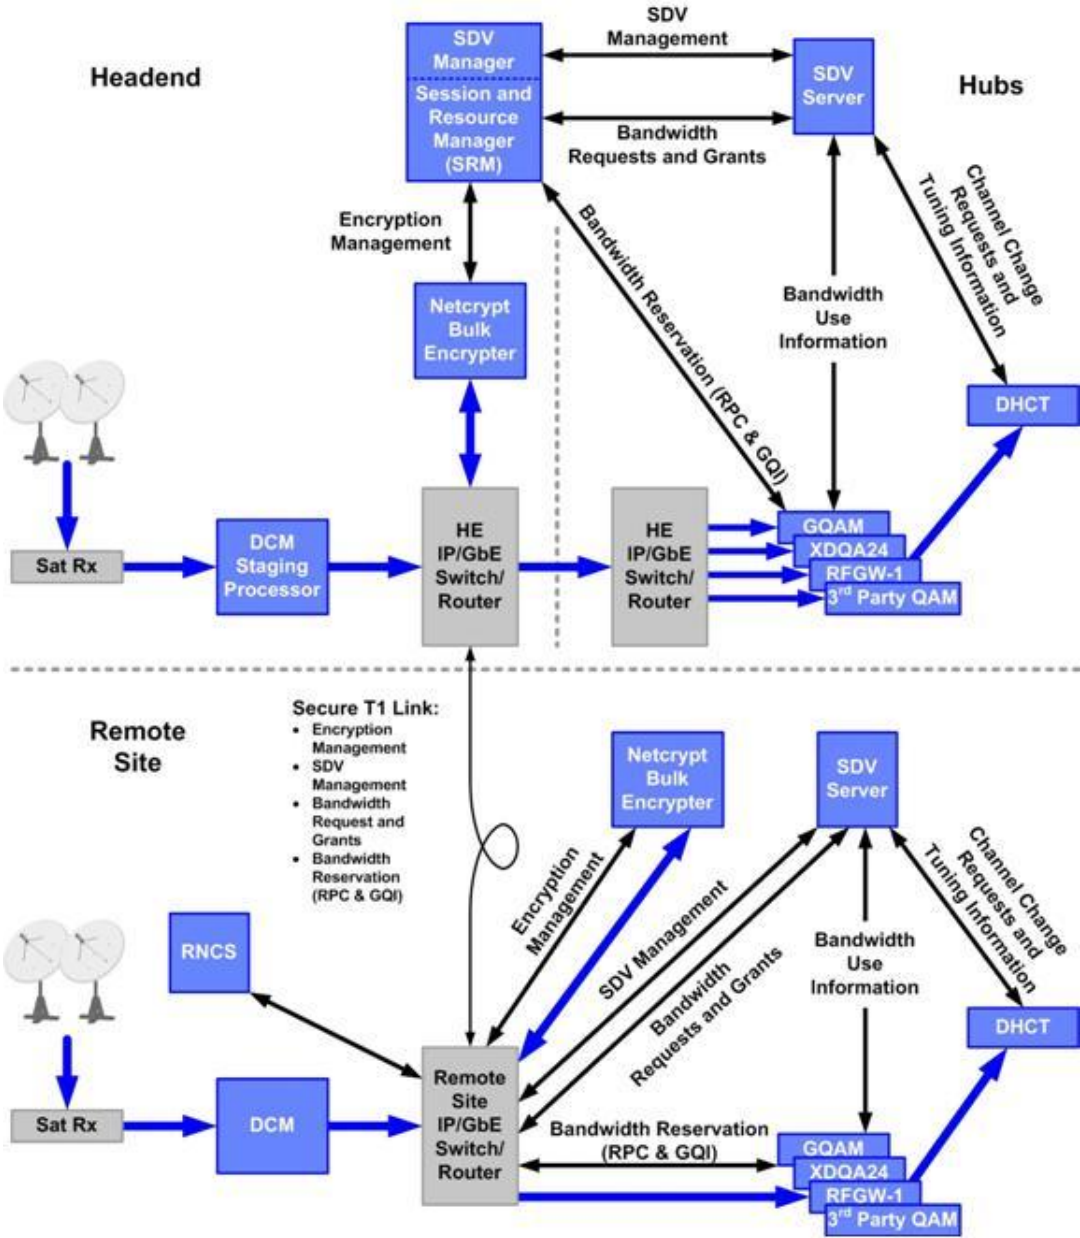 SDV
Management
Headend
SDV
Manager
Session and
Resource
Manager
(SRM)
SDV
Server
Hubs
Bandwidth
Requests and Grants
Encryption
Management
Channel Change
Requests and
Tuning Information
Bandwidth Reservation (RPC & GQI)
Netcrypt
Bulk
Encrypter
Bandwidth
Use
Information
DHCT
Sat Rx
DCM
Staging
Processor
HE
IP/GbE
Switch/
Router
HE
IP/GbE
Switch/
Router
GQAM
XDQA24
RFGW-1
3rd Party QAM
Remote
Site
Secure T1 Link:
• Encryption
Management
• SDV
Management
• Bandwidth
Request and
Grants
• Bandwidth
Reservation
(RPC & GQI)
Netcrypt
Bulk
Encrypter
SDV
Server
Encryption
Management
SDV Management
Bandwidth
Requests and Grants
Channel Change
Requests and
Tuning Information
Bandwidth
Use
Information
RNCS
DHCT
Sat Rx
DCM
Remote
Site
IP/GbE
Switch/
Router
Bandwidth Reservation
(RPC & GQI)
GQAM
XDQA24
RFGW-1
3rd Party QAM